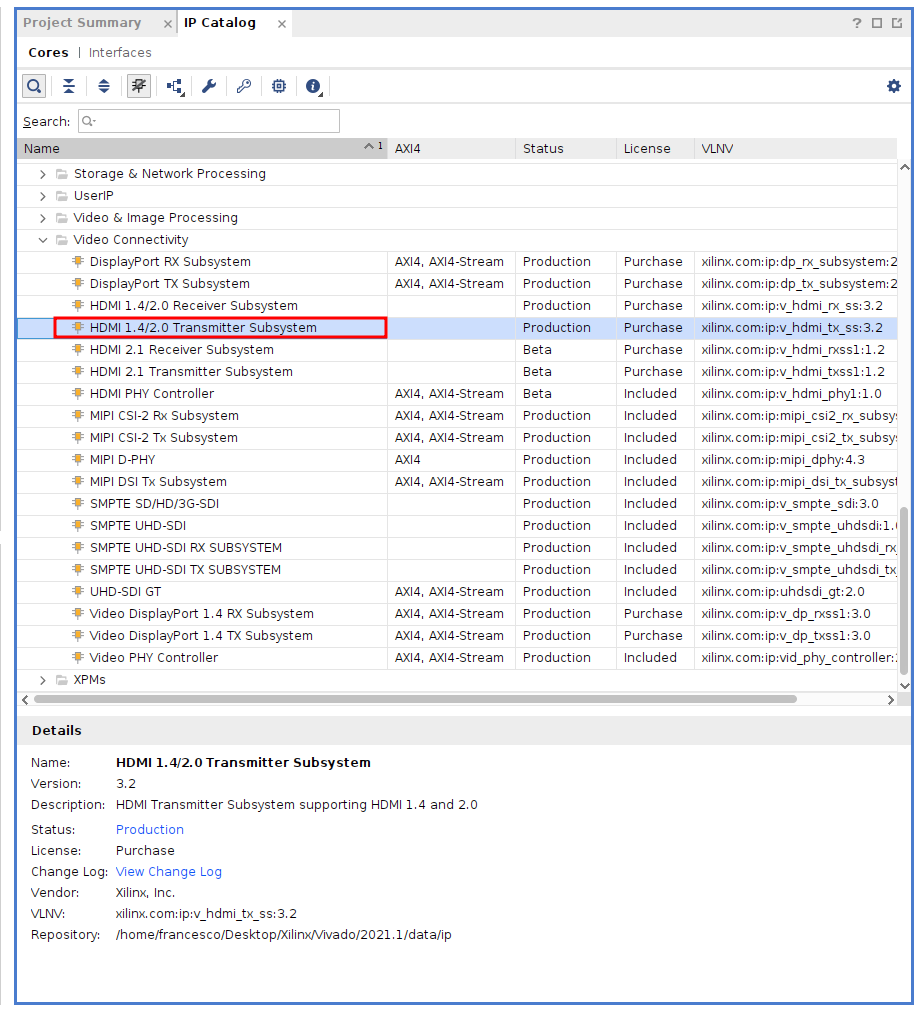 Project Summary × IP Catalog × ?
Cores | Interfaces
Search:
Name 1 AXI4 Status License VLNV
Storage & Network Processing
UserIP
Video & Image Processing
Video Connectivity
DisplayPort RX Subsystem AXI4, AXI4-Stream Production Purchase xilinx.com:ip:dp_rx_subsystem:2
DisplayPort TX Subsystem AXI4, AXI4-Stream Production Purchase xilinx.com:ip:dp_tx_subsystem:2
HDMI 1.4/2.0 Receiver Subsystem Production Purchase xilinx.com:ip:v_hdmi_rx_ss:3.2
HDMI 1.4/2.0 Transmitter Subsystem Production Purchase xilinx.com:ip:v_hdmi_tx_ss:3.2
HDMI 2.1 Receiver Subsystem Beta Purchase xilinx.com:ip:v_hdmi_rxss1:1.2
HDMI 2.1 Transmitter Subsystem Beta Purchase xilinx.com:ip:v_hdmi_txss1:1.2
HDMI PHY Controller AXI4, AXI4-Stream Beta Included xilinx.com:ip:v_hdmi_phy1:1.0
MIPI CSI-2 Rx Subsystem AXI4, AXI4-Stream Production Included xilinx.com:ip:mipi_csi2_rx_subsy
MIPI CSI-2 Tx Subsystem AXI4, AXI4-Stream Production Included xilinx.com:ip:mipi_csi2_tx_subsy
MIPI D-PHY AXI4 Production Included xilinx.com:ip:mipi_dphy:4.3
MIPI DSI Tx Subsystem AXI4, AXI4-Stream Production Included xilinx.com:ip:mipi_dsi_tx_subsyst
SMPTE SD/HD/3G-SDI Production Included xilinx.com:ip:v_smpte_sdi:3.0
SMPTE UHD-SDI Production Included xilinx.com:ip:v_smpte_uhdsdi:1.0
SMPTE UHD-SDI RX SUBSYSTEM Production Included xilinx.com:ip:v_smpte_uhdsdi_rx_
SMPTE UHD-SDI TX SUBSYSTEM Production Included xilinx.com:ip:v_smpte_uhdsdi_tx_
UHD-SDI GT AXI4, AXI4-Stream Production Included xilinx.com:ip:uhdsdi_gt:2.0
Video DisplayPort 1.4 RX Subsystem AXI4, AXI4-Stream Production Purchase xilinx.com:ip:v_dp_rxss1:3.0
Video DisplayPort 1.4 TX Subsystem AXI4, AXI4-Stream Production Purchase xilinx.com:ip:v_dp_txss1:3.0
Video PHY Controller AXI4, AXI4-Stream Production Included xilinx.com:ip:vid_phy_controller:
XPMs
Details
Name: HDMI 1.4/2.0 Transmitter Subsystem
Version: 3.2
Description: HDMI Transmitter Subsystem supporting HDMI 1.4 and 2.0
Status: Production
License: Purchase
Change Log: View Change Log
Vendor: Xilinx, Inc.
VLNV: xilinx.com:ip:v_hdmi_tx_ss:3.2
Repository: /home/francesco/Desktop/Xilinx/Vivado/2021.1/data/ip